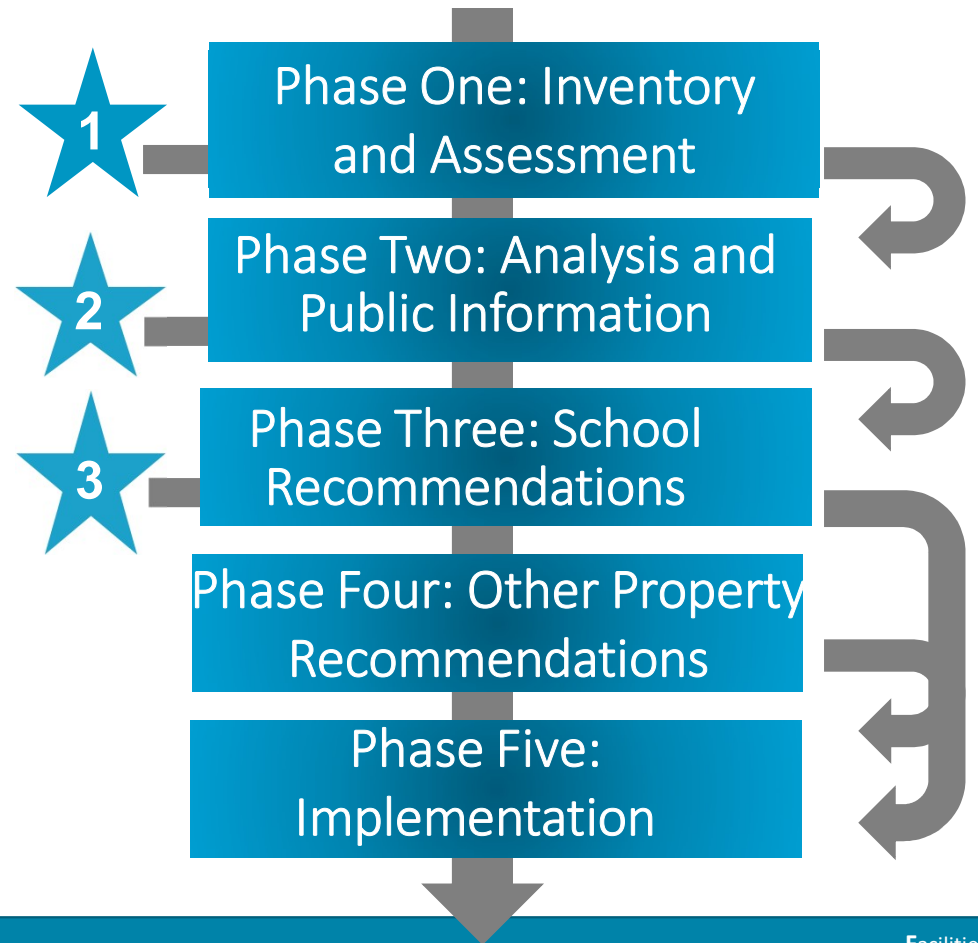 1
Phase One: Inventory
and Assessment
2
Phase Two: Analysis and
Public Information
3
Phase Three: School
Recommendations
Phase Four: Other Property
Recommendations
Phase Five:
Implementation